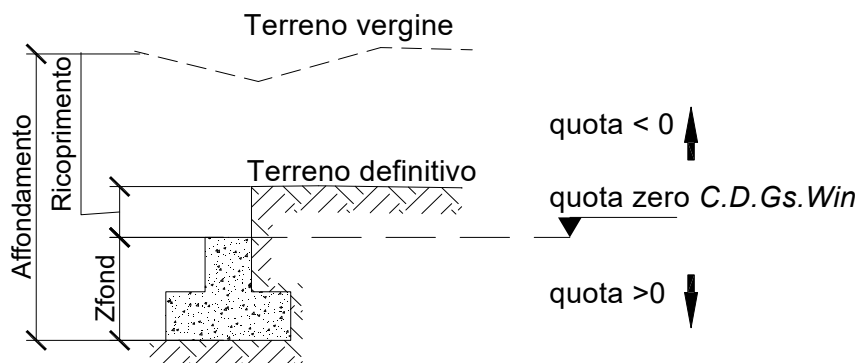 Terreno vergine
Affondamento
Ricoprimento
quota < 0
Terreno definitivo
quota zero C.D.Gs.Win
Zfond
quota >0